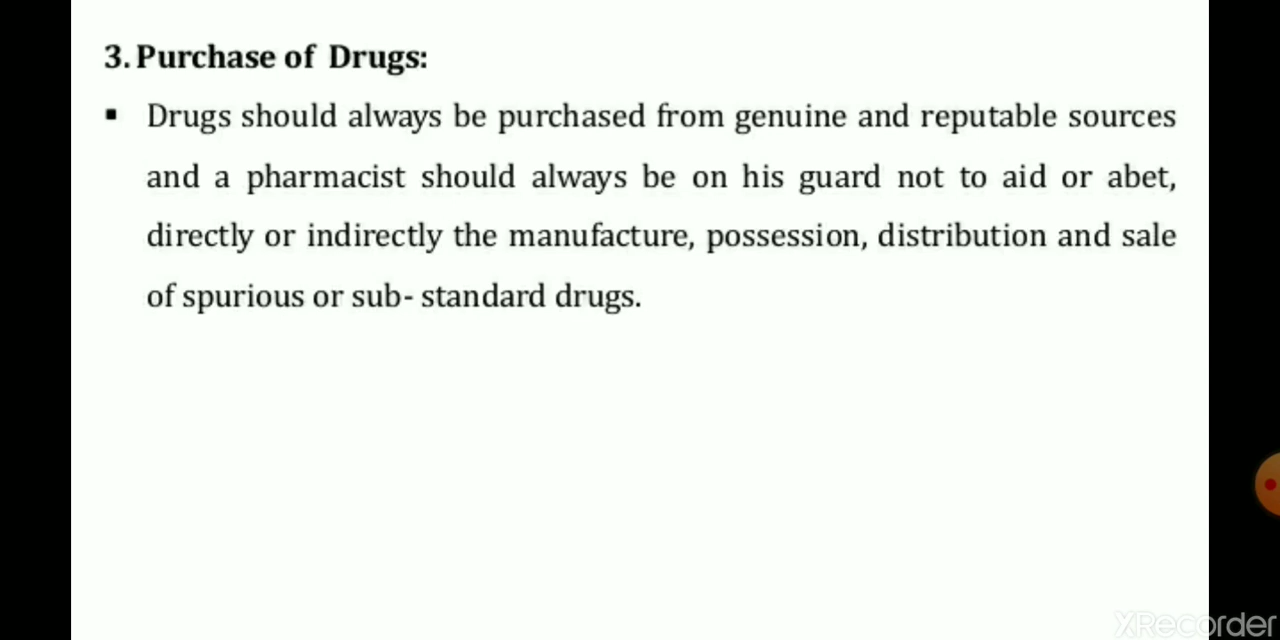 3. Purchase of Drugs:
▪ Drugs should always be purchased from genuine and reputable sources
and a pharmacist should always be on his guard not to aid or abet,
directly or indirectly the manufacture, possession, distribution and sale
of spurious or sub- standard drugs.
XRecorder